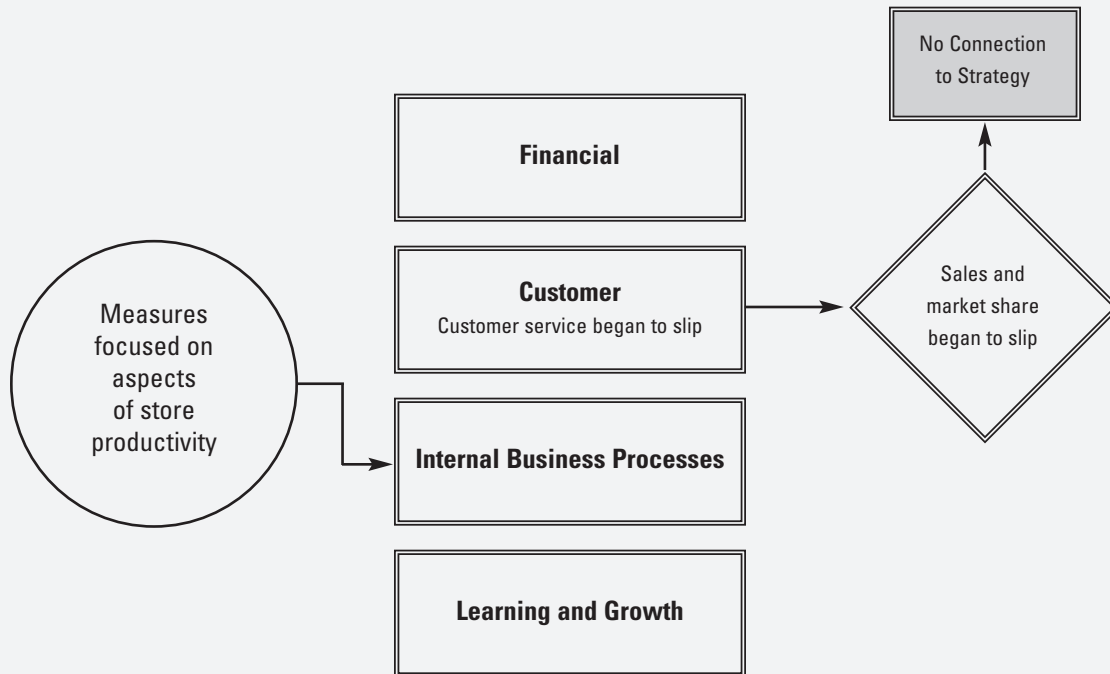 No Connection
to Strategy
Financial
Customer
Customer service began to slip
Sales and
market share
began to slip
Measures
focused on
aspects
of store
productivity
Internal Business Processes
Learning and Growth